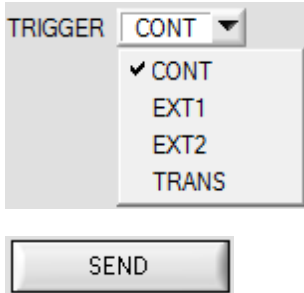 TRIGGER CONT
CONT
EXT1
EXT2
TRANS
SEND